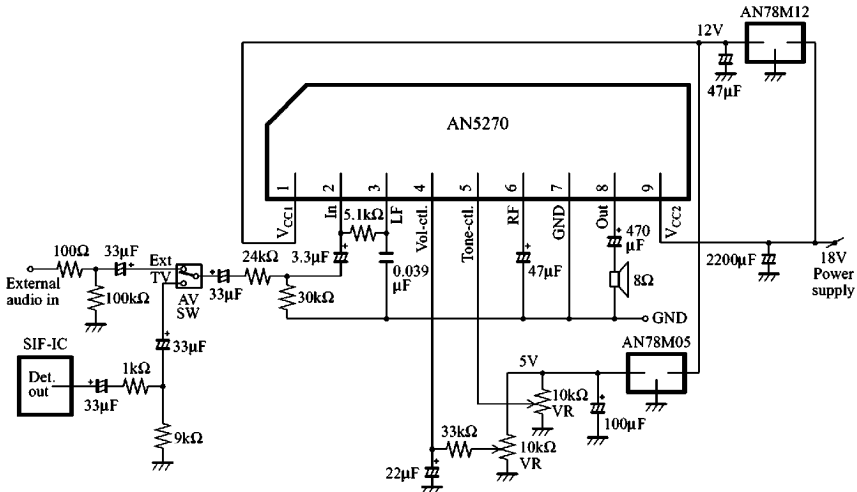 AN78M12
12V
47μF
AN5270
1
2
3
4
5
6
7
8
9
VCC1
In
LF
Vol-ctl.
Tone-ctl.
RF
GND
Out
VCC2
5.1kΩ
470
μF
100Ω
33μF
Ext
TV
24kΩ
3.3μF
0.039
μF
47μF
8Ω
2200μF
18V
Power
supply
External
audio in
100kΩ
AV
SW
33μF
30kΩ
GND
SIF-IC
33μF
AN78M05
5V
Det.
out
1kΩ
33μF
10kΩ
VR
100μF
9kΩ
33kΩ
10kΩ
VR
22μF